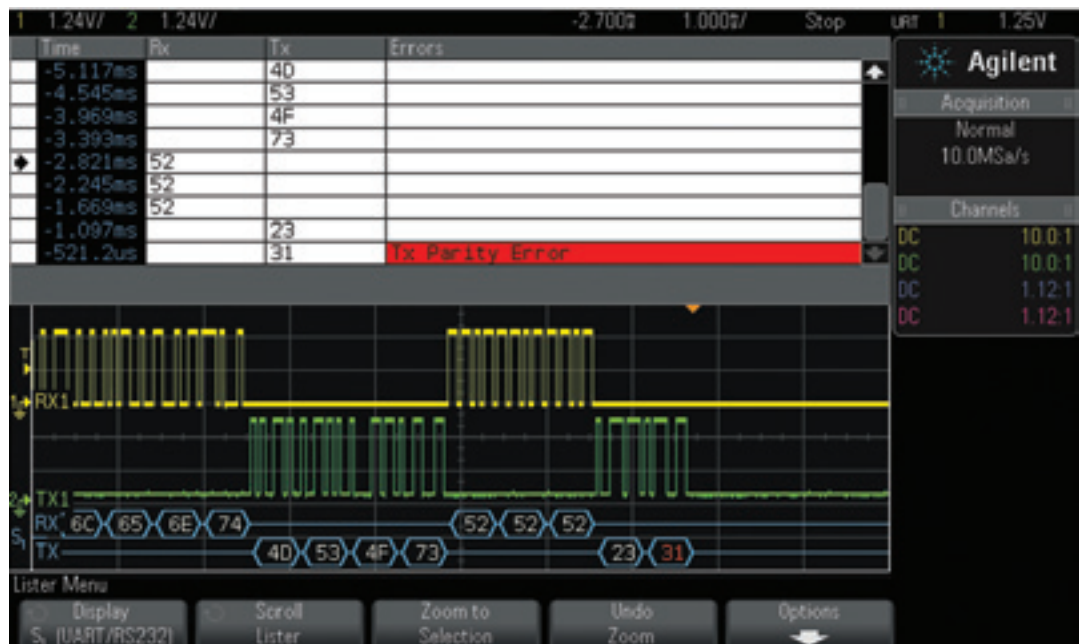 1 1.24V/ 2 1.24V/ -2.700s 1.000s/ Stop URT 1 1.25V
Time Rx Tx Errors
-5.117ms 4D
-4.545ms 53
-3.969ms 4F
-3.393ms 73
-2.821ms 52
-2.245ms 52
-1.669ms 52
-1.097ms 23
-521.2us 31 Tx Parity Error
Agilent
Acquisition
Normal
10.0MSa/s
Channels
DC 10.0:1
DC 10.0:1
DC 1.12:1
DC 1.12:1
T
1 RX1
2 TX1
S1
RX 6C 65 6E 74 52 52 52
TX 4D 53 4F 73 23 31
Lister Menu
Display
S1 (UART/RS232)
Scroll
Lister
Zoom to
Selection
Undo
Zoom
Options